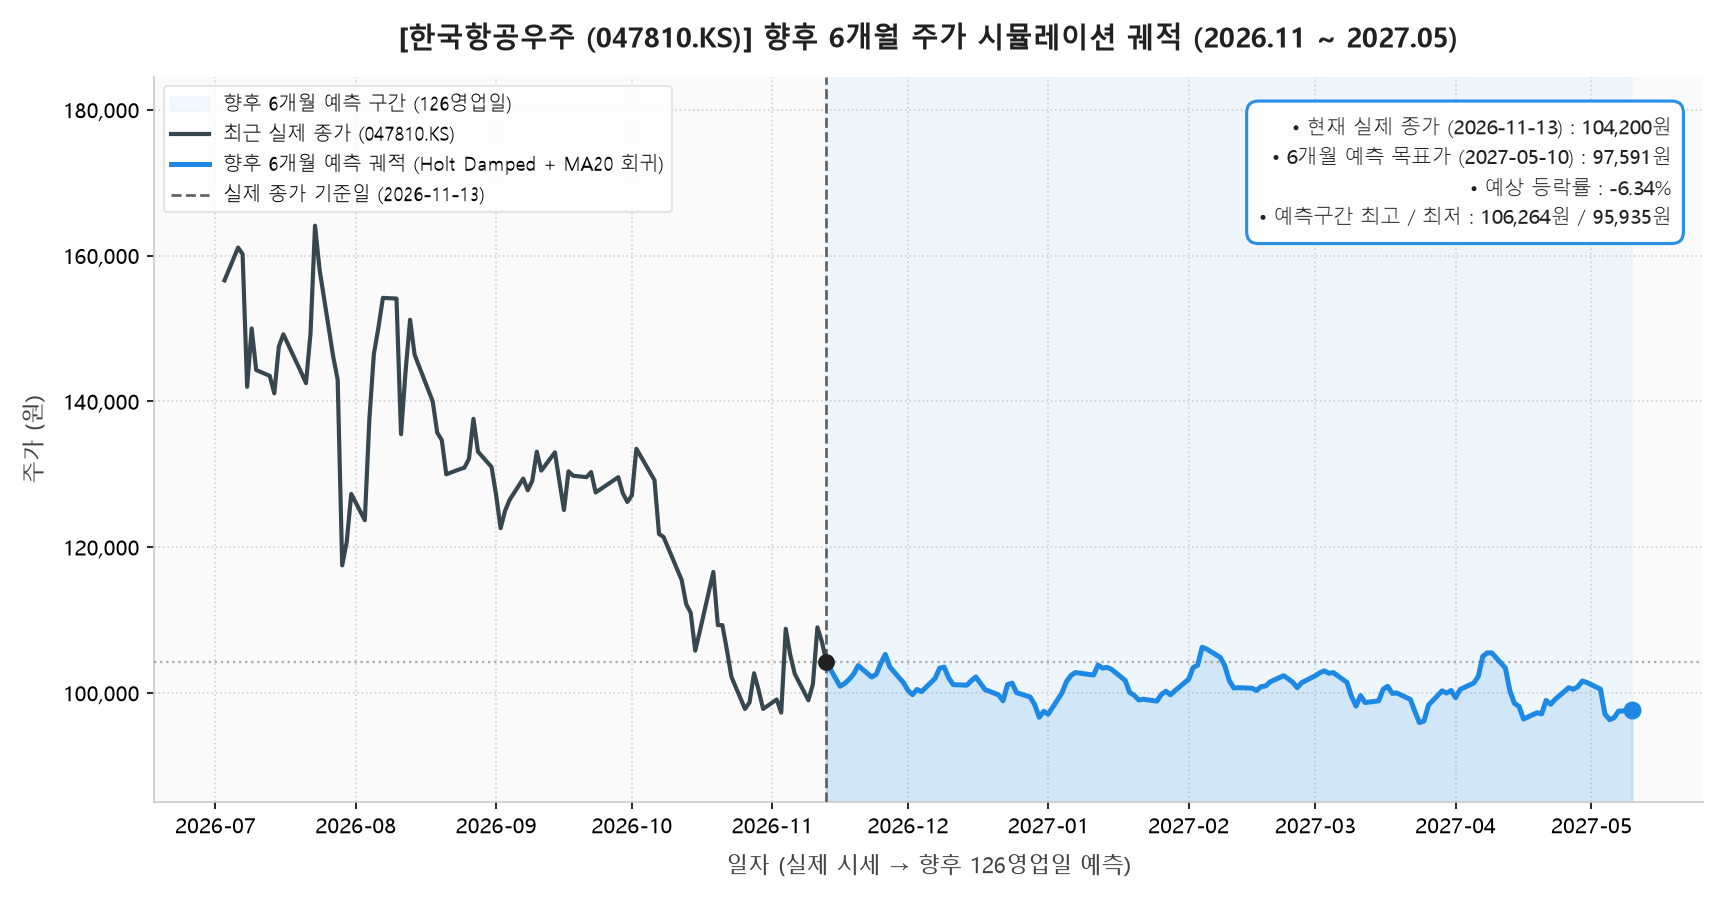 [한국항공우주 (047810.KS)] 향후 6개월 주가 시뮬레이션 궤적 (2026.11 ~ 2027.05)
향후 6개월 예측 구간 (126영업일)
최근 실제 종가 (047810.KS)
향후 6개월 예측 궤적 (Holt Damped + MA20 회귀)
실제 종가 기준일 (2026-11-13)
• 현재 실제 종가 (2026-11-13) : 104,200원
• 6개월 예측 목표가 (2027-05-10) : 97,591원
• 예상 등락률 : -6.34%
• 예측구간 최고 / 최저 : 106,264원 / 95,935원
주가 (원)
180,000
160,000
140,000
120,000
100,000
2026-07 2026-08 2026-09 2026-10 2026-11 2026-12 2027-01 2027-02 2027-03 2027-04 2027-05
일자 (실제 시세 → 향후 126영업일 예측)